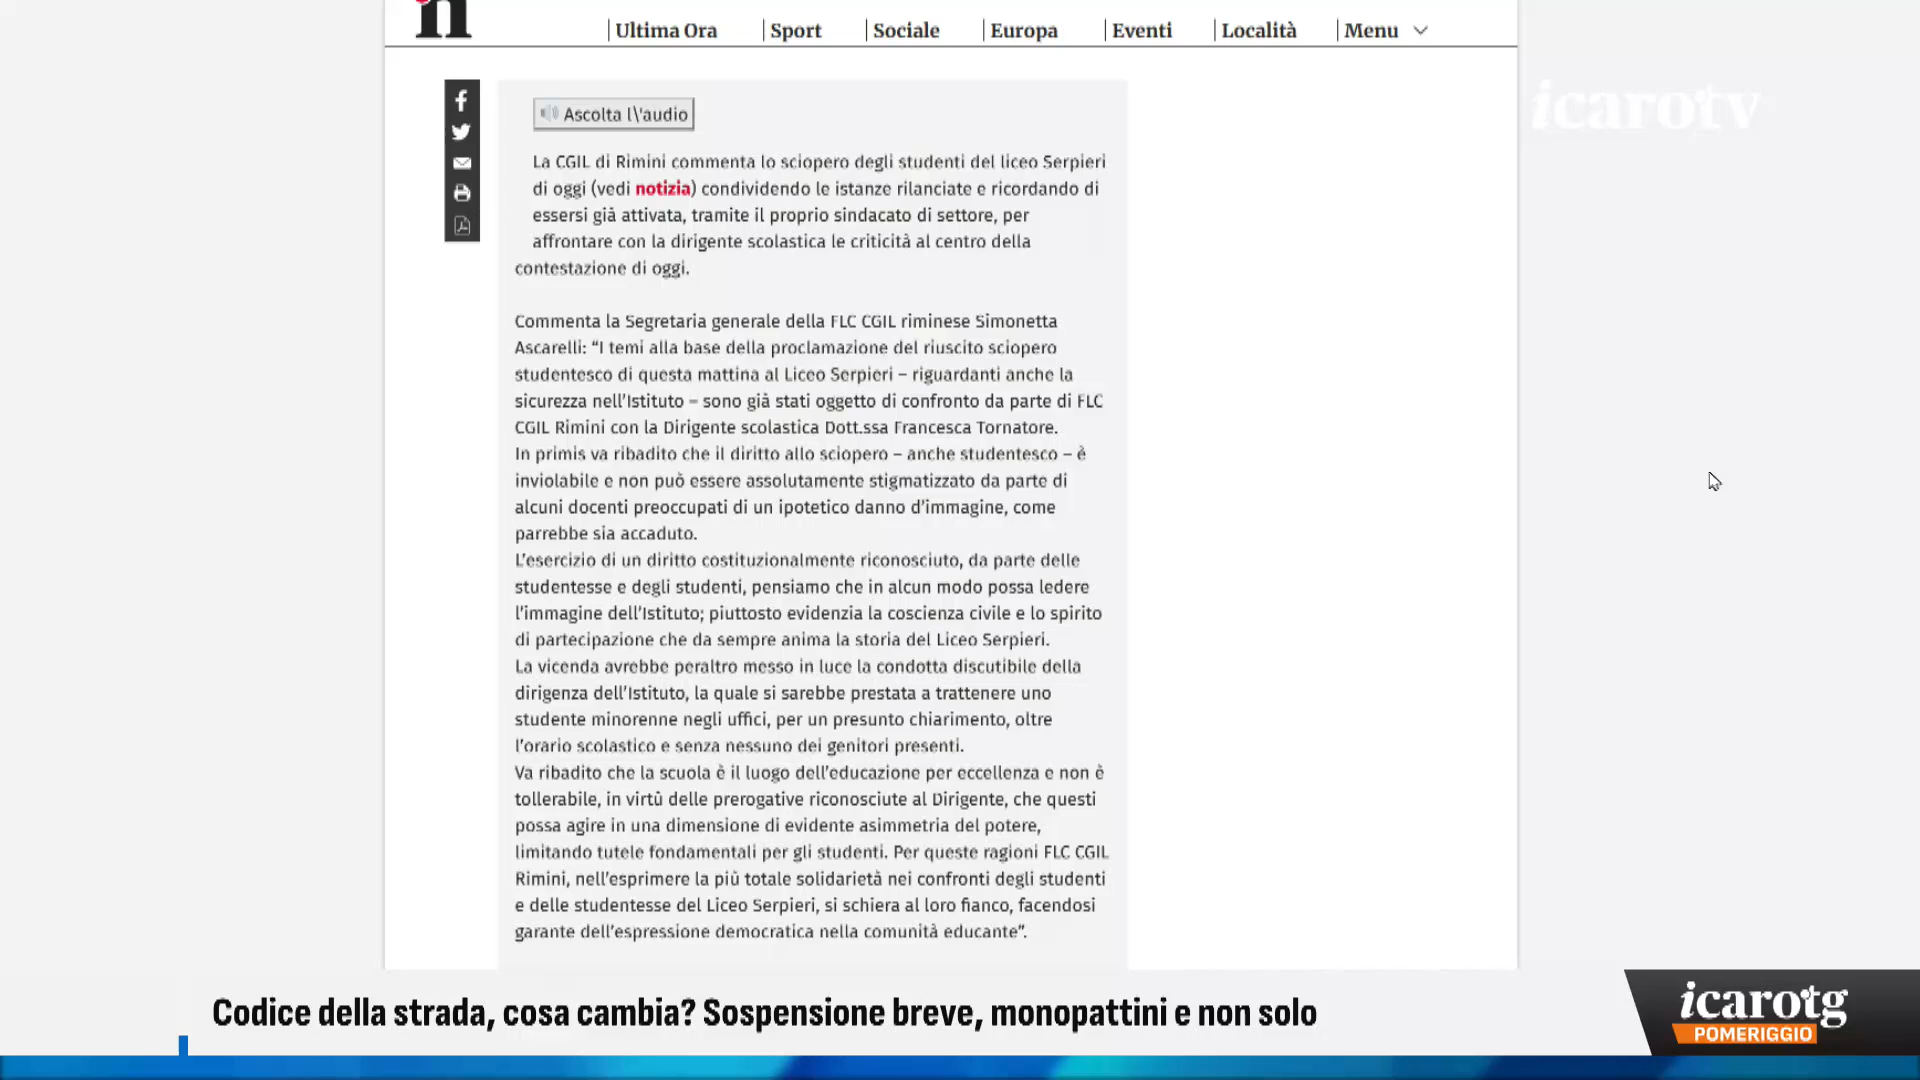 n
Ultima Ora
Sport
Sociale
Europa
Eventi
Località
Menu
icarotv
Ascolta l\'audio
La CGIL di Rimini commenta lo sciopero degli studenti del liceo Serpieri
di oggi (vedi notizia) condividendo le istanze rilanciate e ricordando di
essersi già attivata, tramite il proprio sindacato di settore, per
affrontare con la dirigente scolastica le criticità al centro della
contestazione di oggi.
Commenta la Segretaria generale della FLC CGIL riminese Simonetta
Ascarelli: “I temi alla base della proclamazione del riuscito sciopero
studentesco di questa mattina al Liceo Serpieri – riguardanti anche la
sicurezza nell’Istituto – sono già stati oggetto di confronto da parte di FLC
CGIL Rimini con la Dirigente scolastica Dott.ssa Francesca Tornatore.
In primis va ribadito che il diritto allo sciopero – anche studentesco – è
inviolabile e non può essere assolutamente stigmatizzato da parte di
alcuni docenti preoccupati di un ipotetico danno d’immagine, come
parrebbe sia accaduto.
L’esercizio di un diritto costituzionalmente riconosciuto, da parte delle
studentesse e degli studenti, pensiamo che in alcun modo possa ledere
l’immagine dell’Istituto; piuttosto evidenzia la coscienza civile e lo spirito
di partecipazione che da sempre anima la storia del Liceo Serpieri.
La vicenda avrebbe peraltro messo in luce la condotta discutibile della
dirigenza dell’Istituto, la quale si sarebbe prestata a trattenere uno
studente minorenne negli uffici, per un presunto chiarimento, oltre
l’orario scolastico e senza nessuno dei genitori presenti.
Va ribadito che la scuola è il luogo dell’educazione per eccellenza e non è
tollerabile, in virtù delle prerogative riconosciute al Dirigente, che questi
possa agire in una dimensione di evidente asimmetria del potere,
limitando tutele fondamentali per gli studenti. Per queste ragioni FLC CGIL
Rimini, nell’esprimere la più totale solidarietà nei confronti degli studenti
e delle studentesse del Liceo Serpieri, si schiera al loro fianco, facendosi
garante dell’espressione democratica nella comunità educante”.
Codice della strada, cosa cambia? Sospensione breve, monopattini e non solo
icarotg
POMERIGGIO